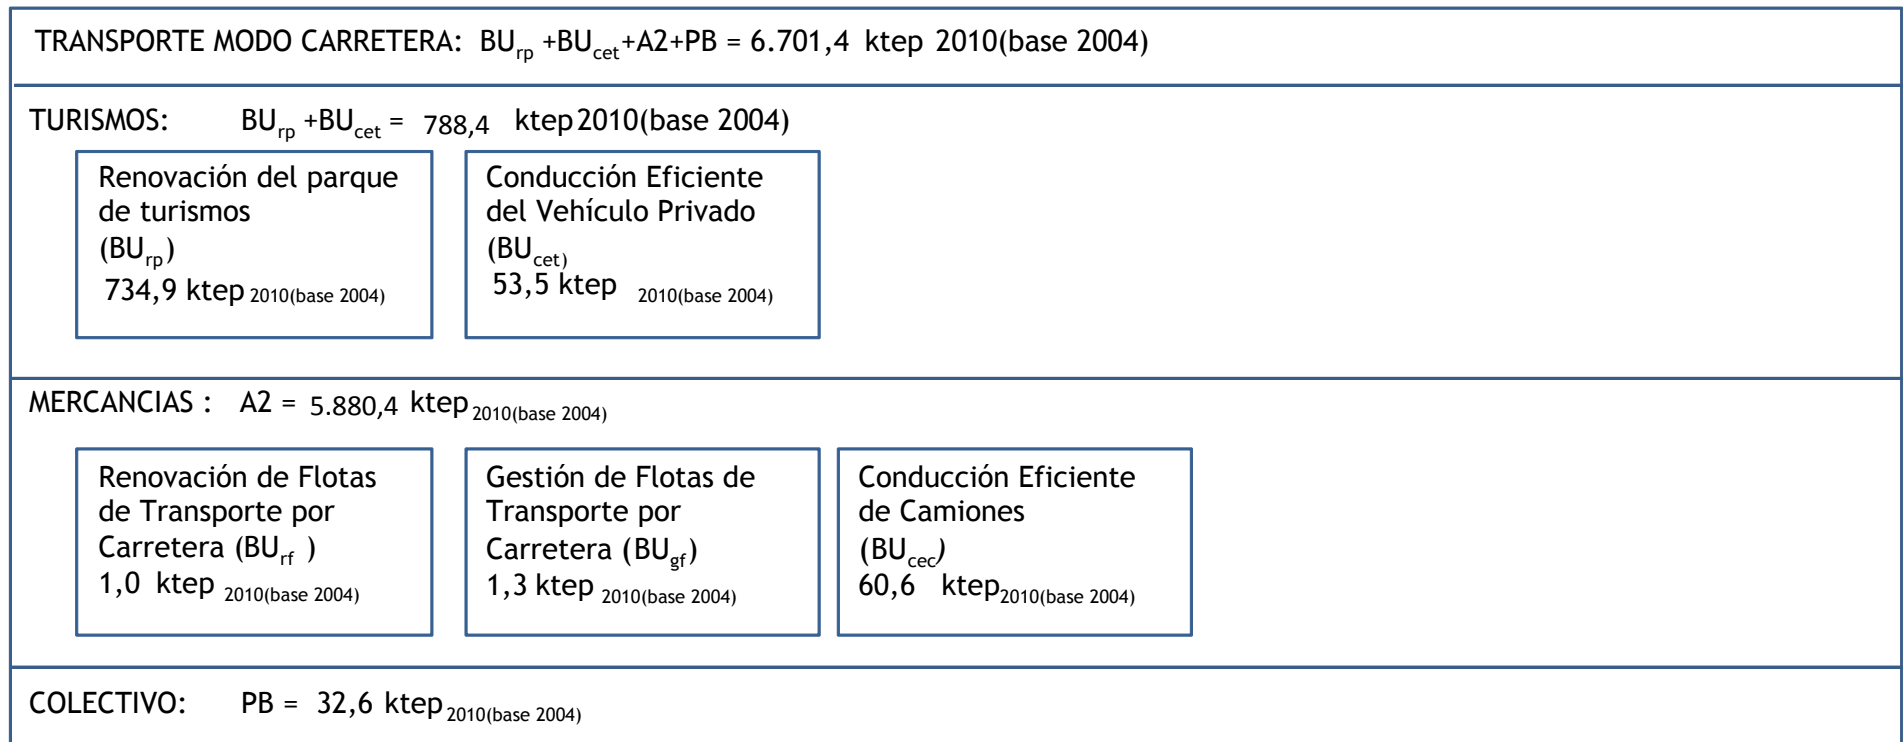 TRANSPORTE MODO CARRETERA: BUrp +BUcet+A2+PB = 6.701,4 ktep 2010(base 2004)
TURISMOS: BUrp +BUcet = 788,4 ktep 2010(base 2004)
Renovación del parque
de turismos
(BUrp)
734,9 ktep 2010(base 2004)
Conducción Eficiente
del Vehículo Privado
(BUcet)
53,5 ktep 2010(base 2004)
MERCANCIAS : A2 = 5.880,4 ktep 2010(base 2004)
Renovación de Flotas
de Transporte por
Carretera (BUrf )
1,0 ktep 2010(base 2004)
Gestión de Flotas de
Transporte por
Carretera (BUgf)
1,3 ktep 2010(base 2004)
Conducción Eficiente
de Camiones
(BUcec)
60,6 ktep2010(base 2004)
COLECTIVO: PB = 32,6 ktep2010(base 2004)